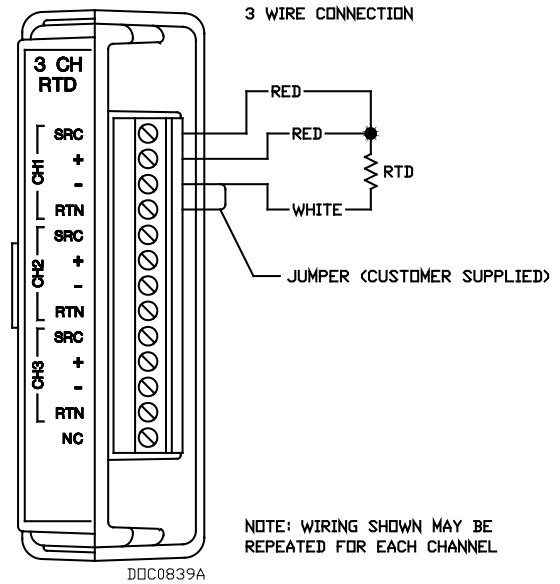 3 WIRE CONNECTION
3 CH
RTD
RED
SRC
RED
+
CH1
-
RTD
RTN
WHITE
SRC
+
CH2
-
JUMPER (CUSTOMER SUPPLIED)
RTN
SRC
+
CH3
-
RTN
NC
NOTE: WIRING SHOWN MAY BE
REPEATED FOR EACH CHANNEL
DOC0839A